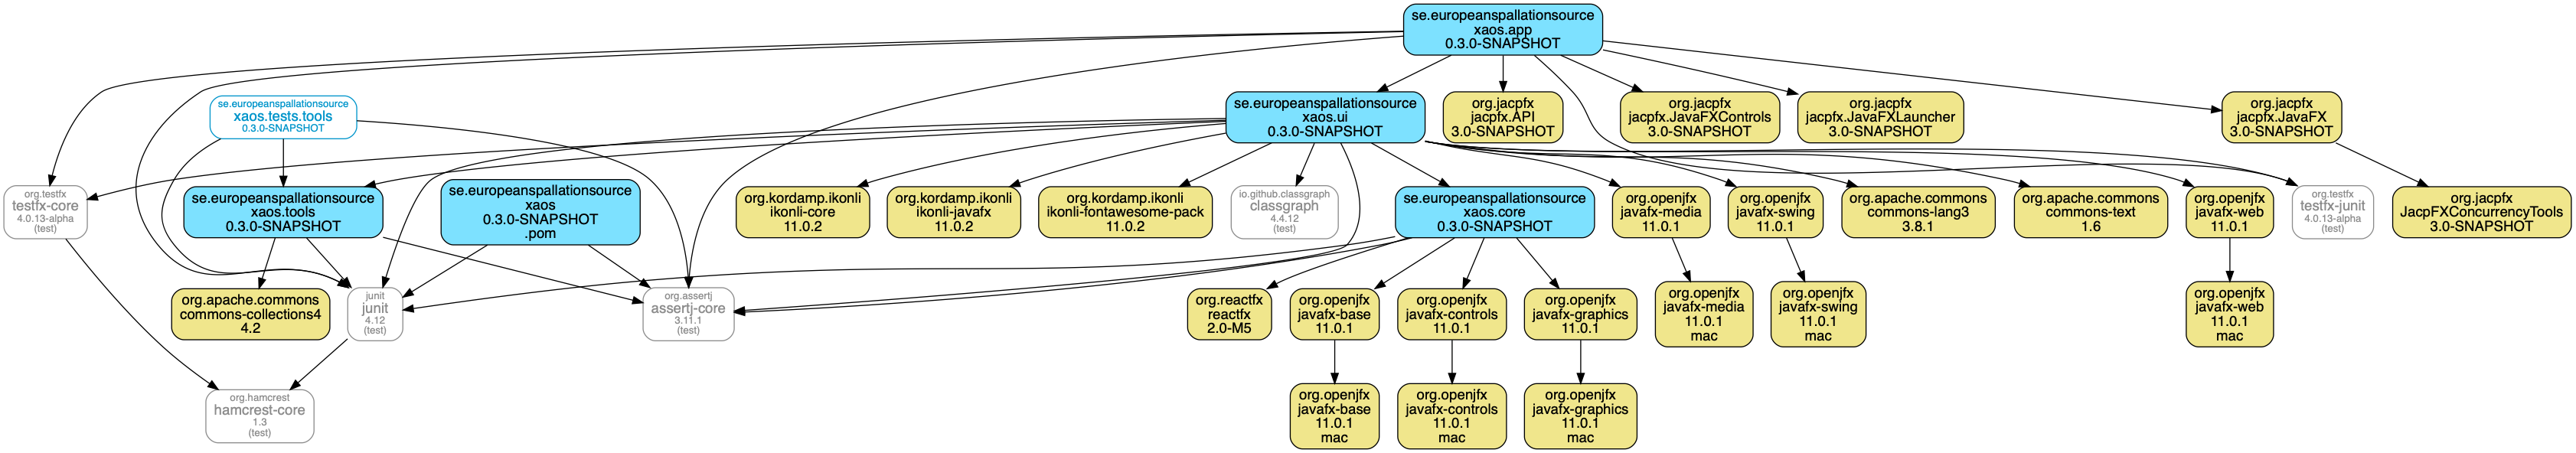 se.europeanspallationsource
xaos.app
0.3.0-SNAPSHOT
se.europeanspallationsource
xaos.tests.tools
0.3.0-SNAPSHOT
se.europeanspallationsource
xaos.ui
0.3.0-SNAPSHOT
org.jacpfx
jacpfx.API
3.0-SNAPSHOT
org.jacpfx
jacpfx.JavaFXControls
3.0-SNAPSHOT
org.jacpfx
jacpfx.JavaFXLauncher
3.0-SNAPSHOT
org.jacpfx
jacpfx.JavaFX
3.0-SNAPSHOT
org.testfx
testfx-core
4.0.13-alpha
(test)
se.europeanspallationsource
xaos.tools
0.3.0-SNAPSHOT
se.europeanspallationsource
xaos
0.3.0-SNAPSHOT
.pom
org.kordamp.ikonli
ikonli-core
11.0.2
org.kordamp.ikonli
ikonli-javafx
11.0.2
org.kordamp.ikonli
ikonli-fontawesome-pack
11.0.2
io.github.classgraph
classgraph
4.4.12
(test)
se.europeanspallationsource
xaos.core
0.3.0-SNAPSHOT
org.openjfx
javafx-media
11.0.1
org.openjfx
javafx-swing
11.0.1
org.apache.commons
commons-lang3
3.8.1
org.apache.commons
commons-text
1.6
org.openjfx
javafx-web
11.0.1
org.testfx
testfx-junit
4.0.13-alpha
(test)
org.jacpfx
JacpFXConcurrencyTools
3.0-SNAPSHOT
org.apache.commons
commons-collections4
4.2
junit
junit
4.12
(test)
org.assertj
assertj-core
3.11.1
(test)
org.reactfx
reactfx
2.0-M5
org.openjfx
javafx-base
11.0.1
org.openjfx
javafx-controls
11.0.1
org.openjfx
javafx-graphics
11.0.1
org.openjfx
javafx-media
11.0.1
mac
org.openjfx
javafx-swing
11.0.1
mac
org.openjfx
javafx-web
11.0.1
mac
org.hamcrest
hamcrest-core
1.3
(test)
org.openjfx
javafx-base
11.0.1
mac
org.openjfx
javafx-controls
11.0.1
mac
org.openjfx
javafx-graphics
11.0.1
mac